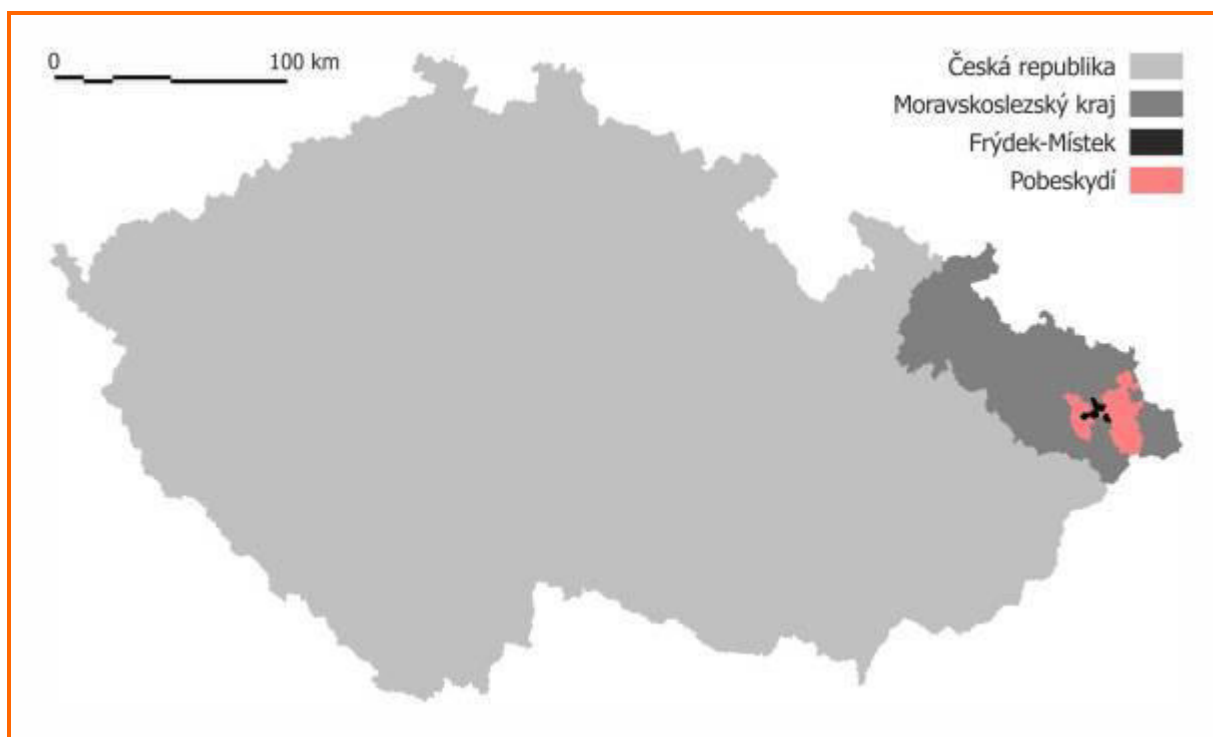 0 100 km
Česká republika
Moravskoslezský kraj
Frýdek-Místek
Pobeskydí